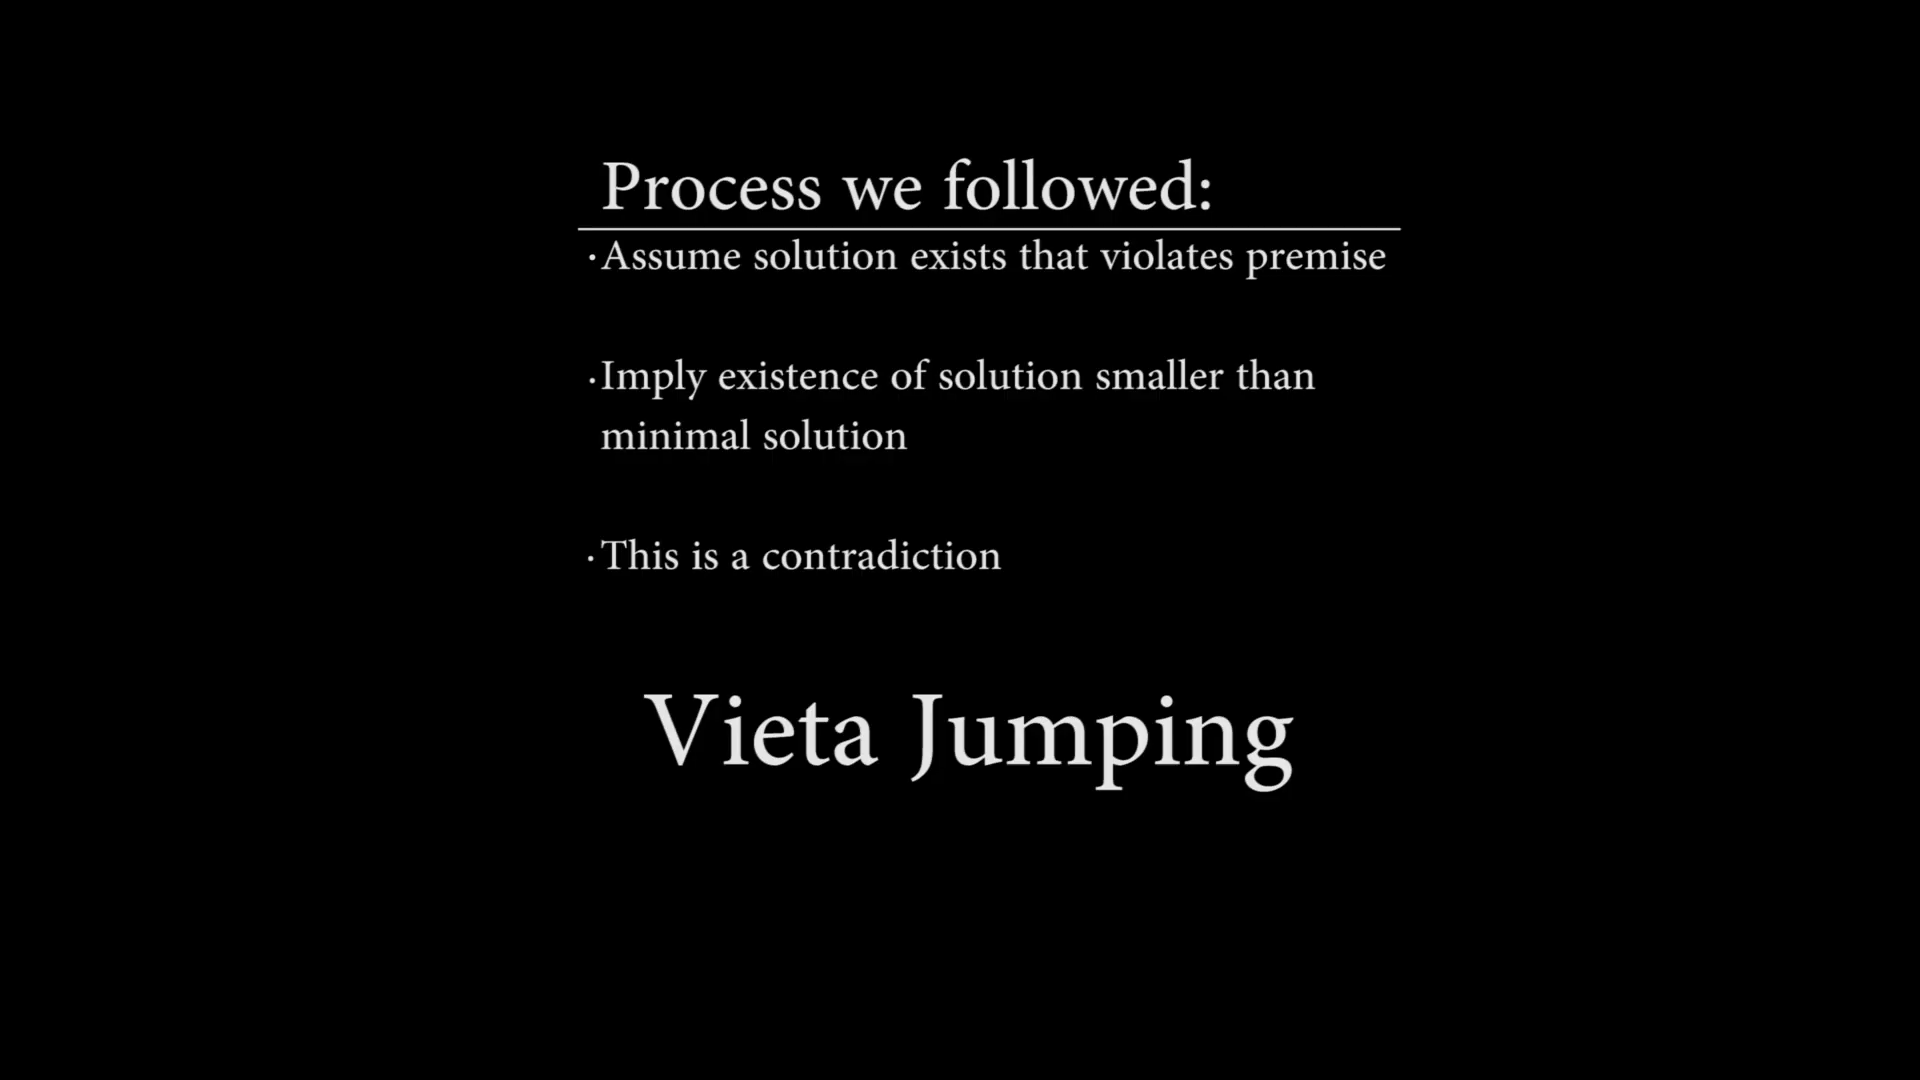 Process we followed:
·Assume solution exists that violates premise
·Imply existence of solution smaller than
minimal solution
·This is a contradiction
Vieta Jumping